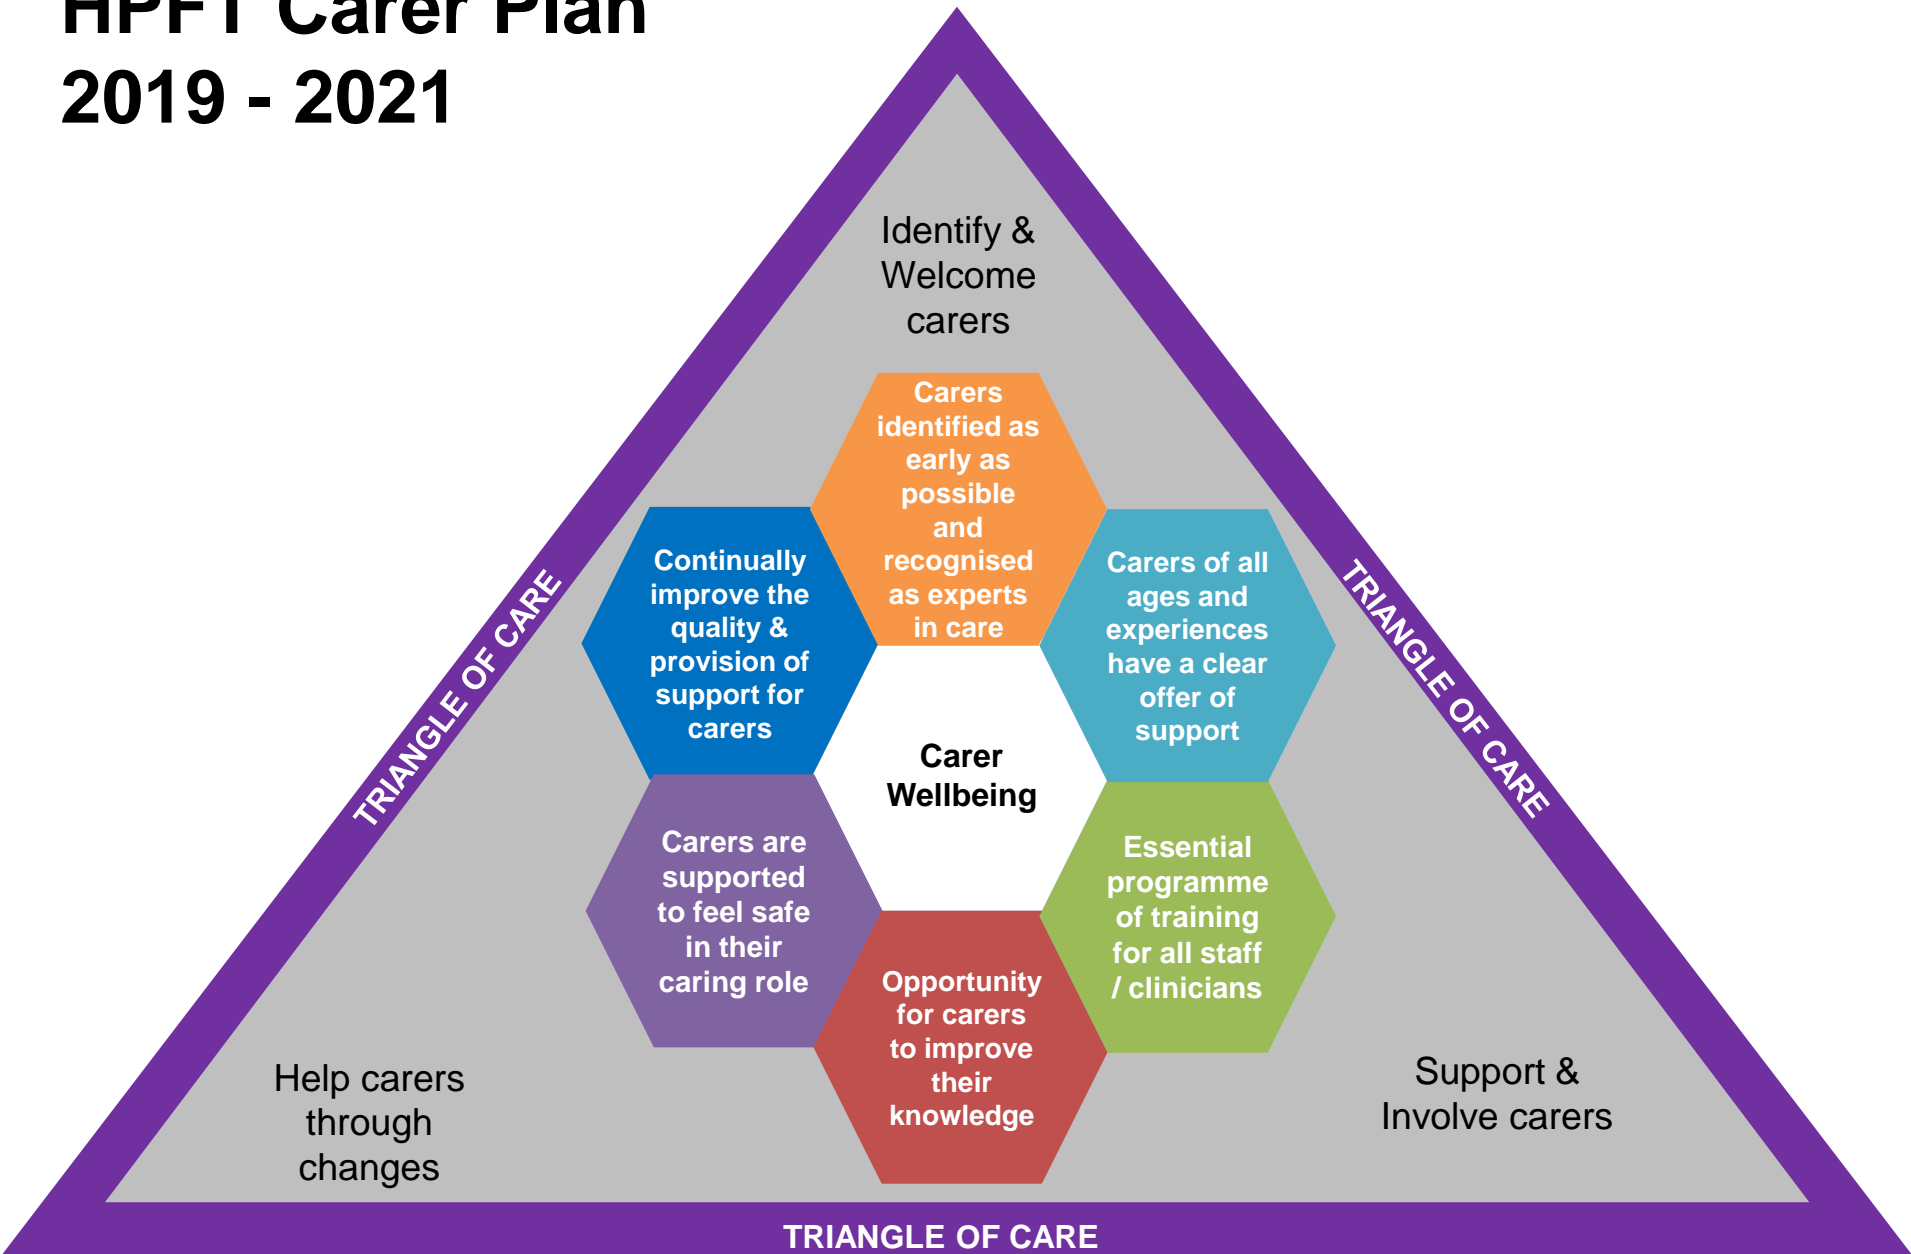 HPFT Carer Plan
2019 - 2021
Identify &
Welcome
carers
Carers
identified as
early as
possible
and
recognised
as experts
in care
Continually
improve the
quality &
provision of
support for
carers
Carers of all
ages and
experiences
have a clear
offer of
support
Carer
Wellbeing
Carers are
supported
to feel safe
in their
caring role
Essential
programme
of training
for all staff
/ clinicians
Opportunity
for carers
to improve
their
knowledge
Help carers
through
changes
Support &
Involve carers
TRIANGLE OF CARE
TRIANGLE OF CARE
TRIANGLE OF CARE